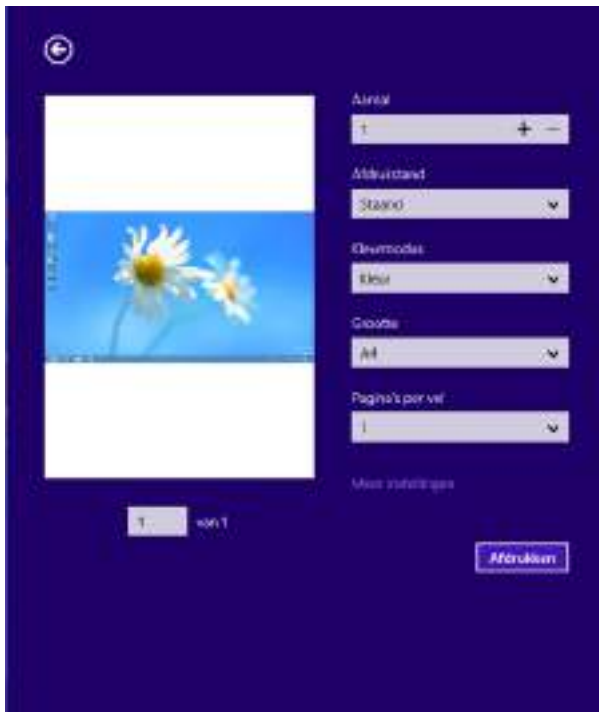 Aantal
1
Afdrukstand
Staand
Kleurmodus
Kleur
Grootte
A4
Pagina's per vel
1
Meer instellingen
1 van 1
Afdrukken